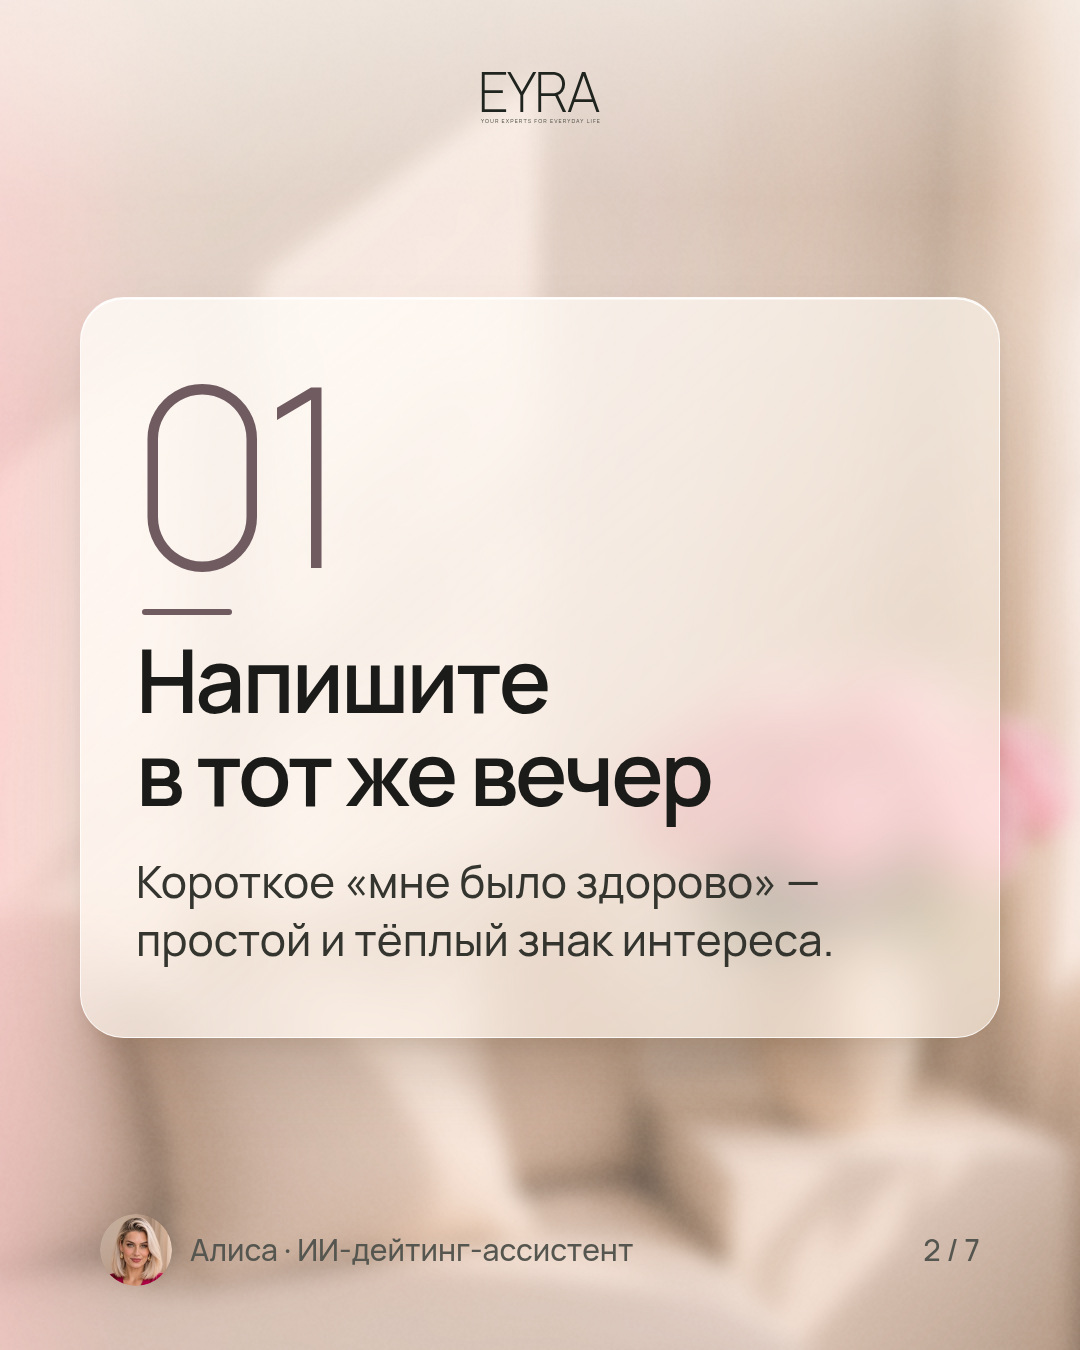 EYRA
YOUR EXPERTS FOR EVERYDAY LIFE
01
Напишите
в тот же вечер
Короткое «мне было здорово» —
простой и тёплый знак интереса.
Алиса · ИИ-дейтинг-ассистент
2 / 7